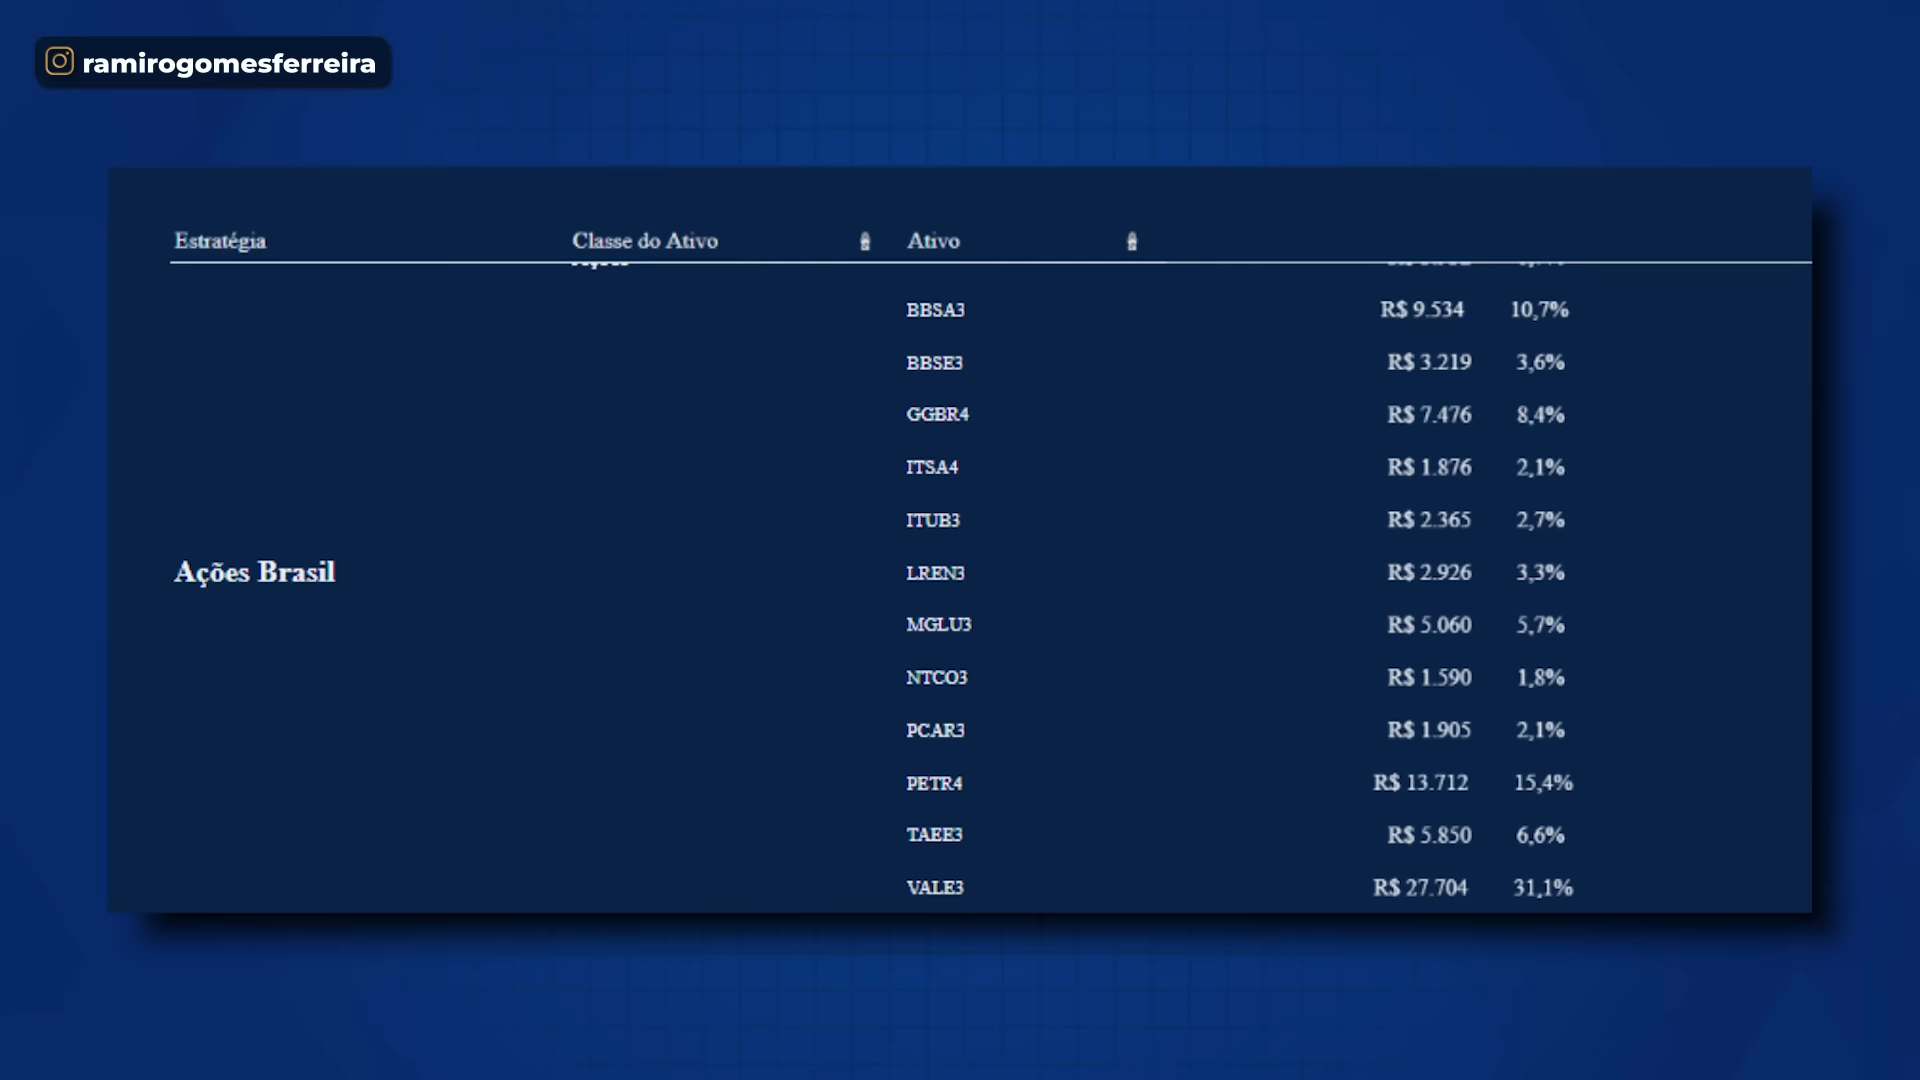 ramirogomesferreira
Estratégia Classe do Ativo Ativo
BBSA3 R$ 9.534 10,7%
BBSE3 R$ 3.219 3,6%
GGBR4 R$ 7.476 8,4%
ITSA4 R$ 1.876 2,1%
ITUB3 R$ 2.365 2,7%
Ações Brasil LREN3 R$ 2.926 3,3%
MGLU3 R$ 5.060 5,7%
NTCO3 R$ 1.590 1,8%
PCAR3 R$ 1.905 2,1%
PETR4 R$ 13.712 15,4%
TAEE3 R$ 5.850 6,6%
VALE3 R$ 27.704 31,1%